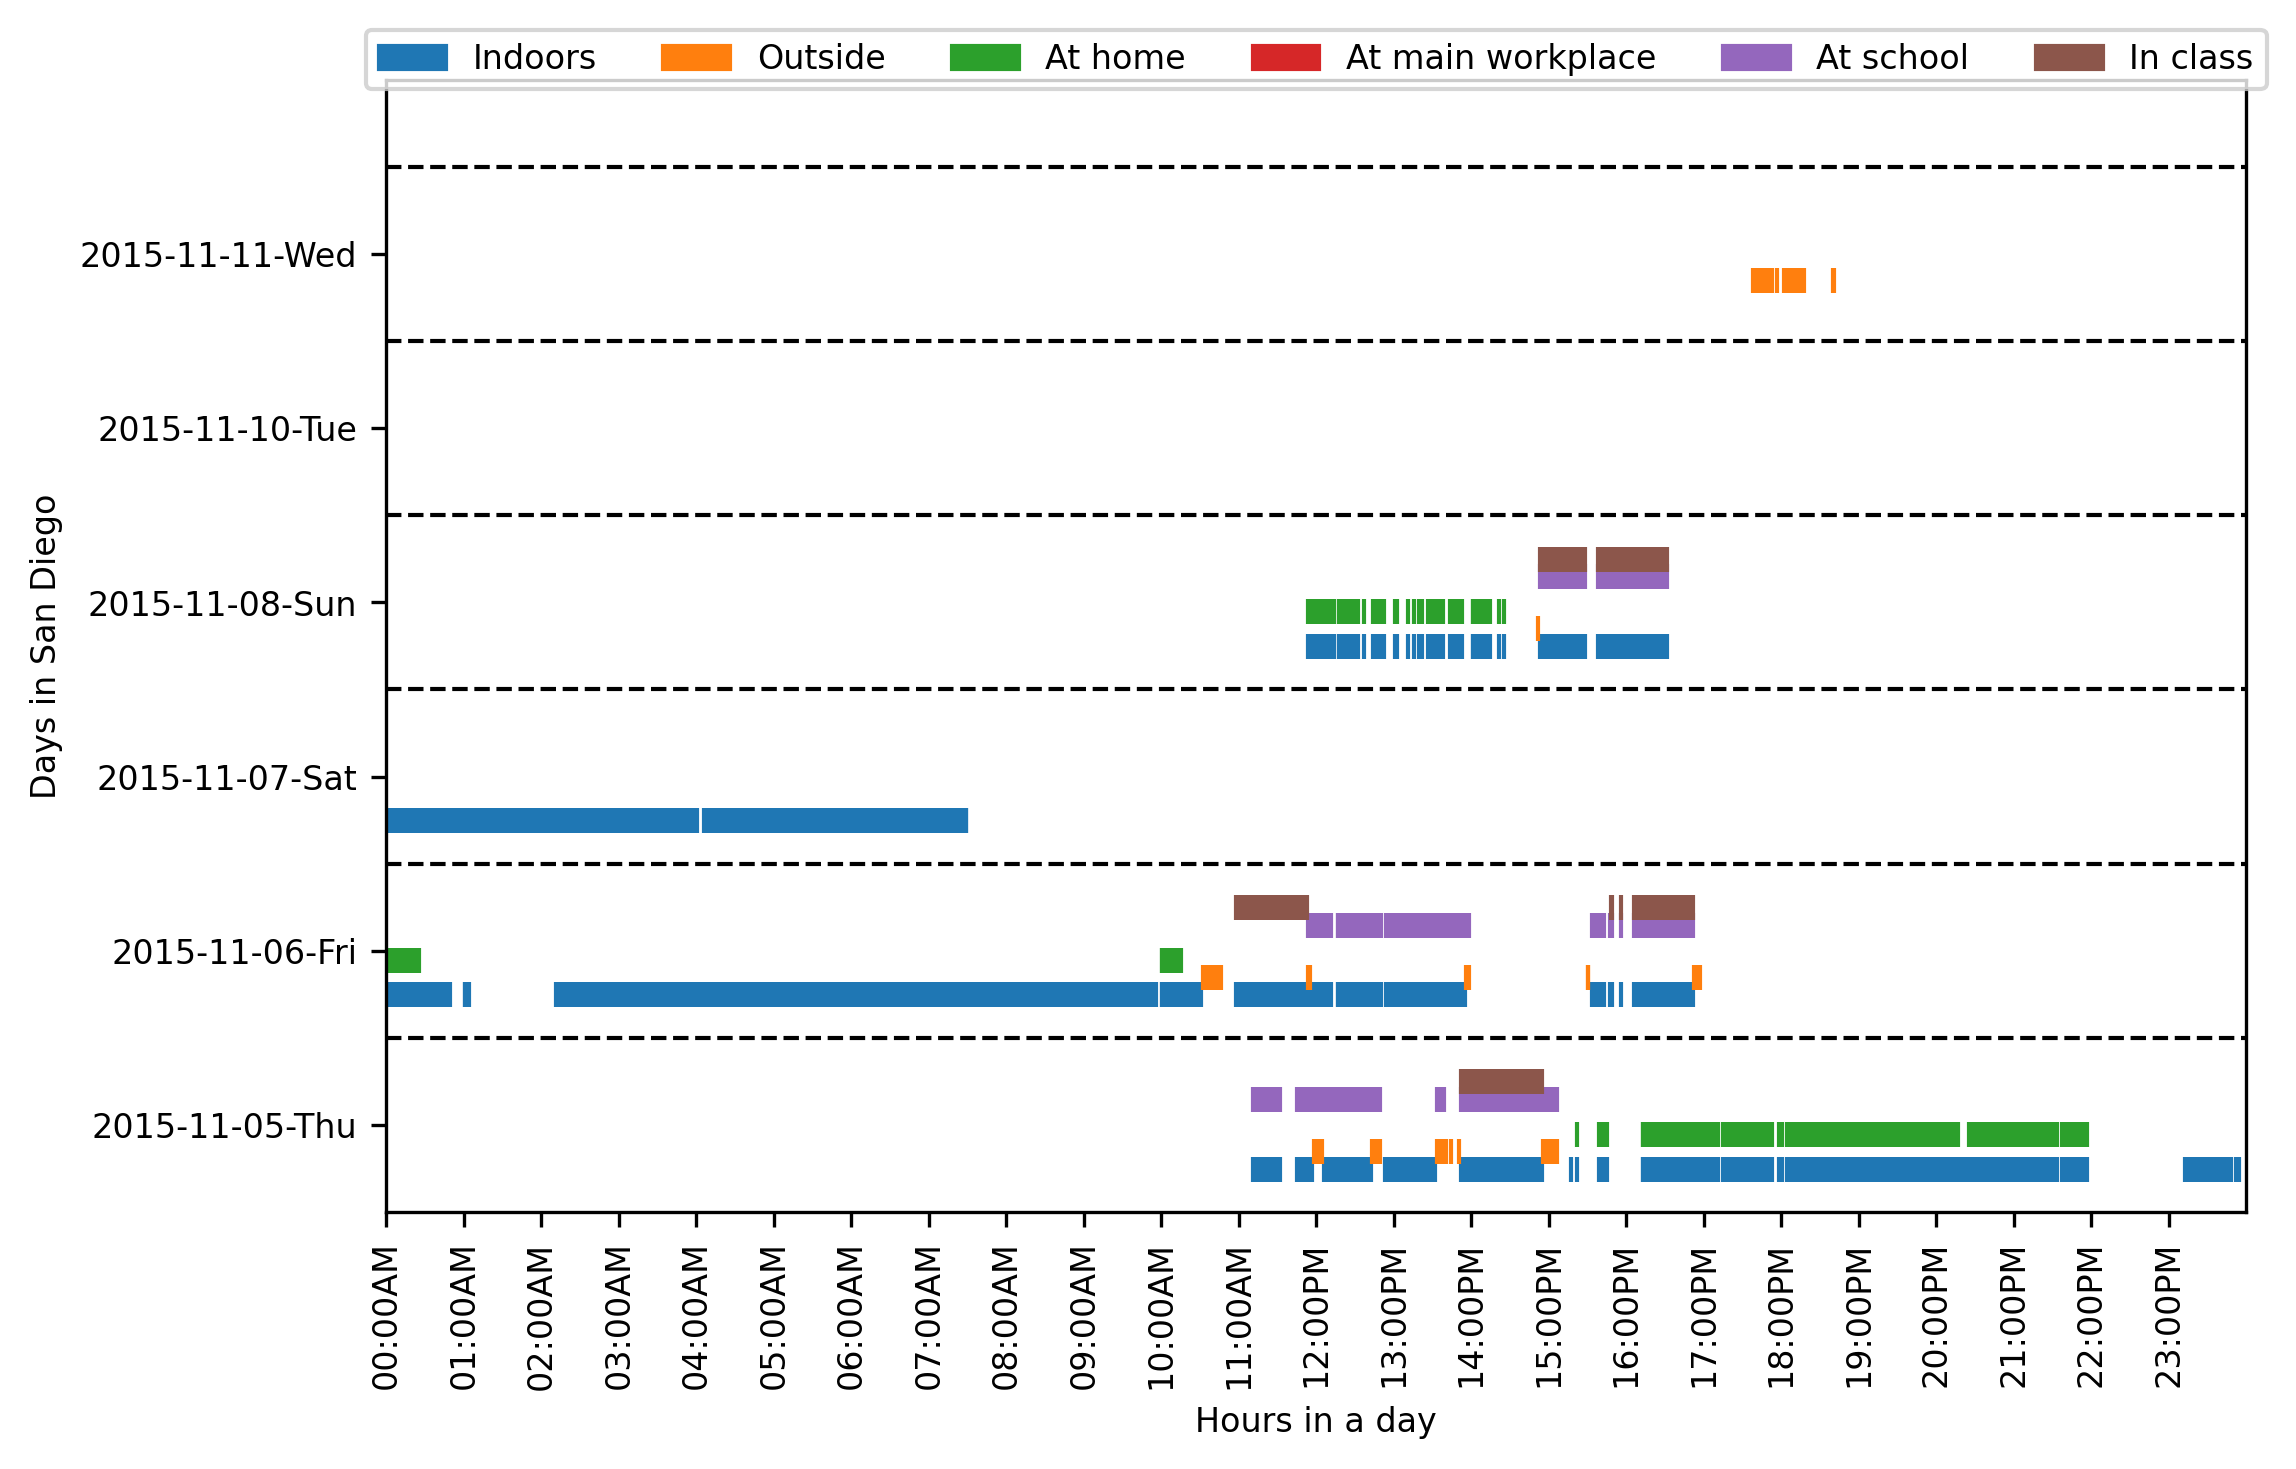 Indoors Outside At home At main workplace At school In class
Days in San Diego
2015-11-11-Wed
2015-11-10-Tue
2015-11-08-Sun
2015-11-07-Sat
2015-11-06-Fri
2015-11-05-Thu
00:00AM 01:00AM 02:00AM 03:00AM 04:00AM 05:00AM 06:00AM 07:00AM 08:00AM 09:00AM 10:00AM 11:00AM 12:00PM 13:00PM 14:00PM 15:00PM 16:00PM 17:00PM 18:00PM 19:00PM 20:00PM 21:00PM 22:00PM 23:00PM
Hours in a day